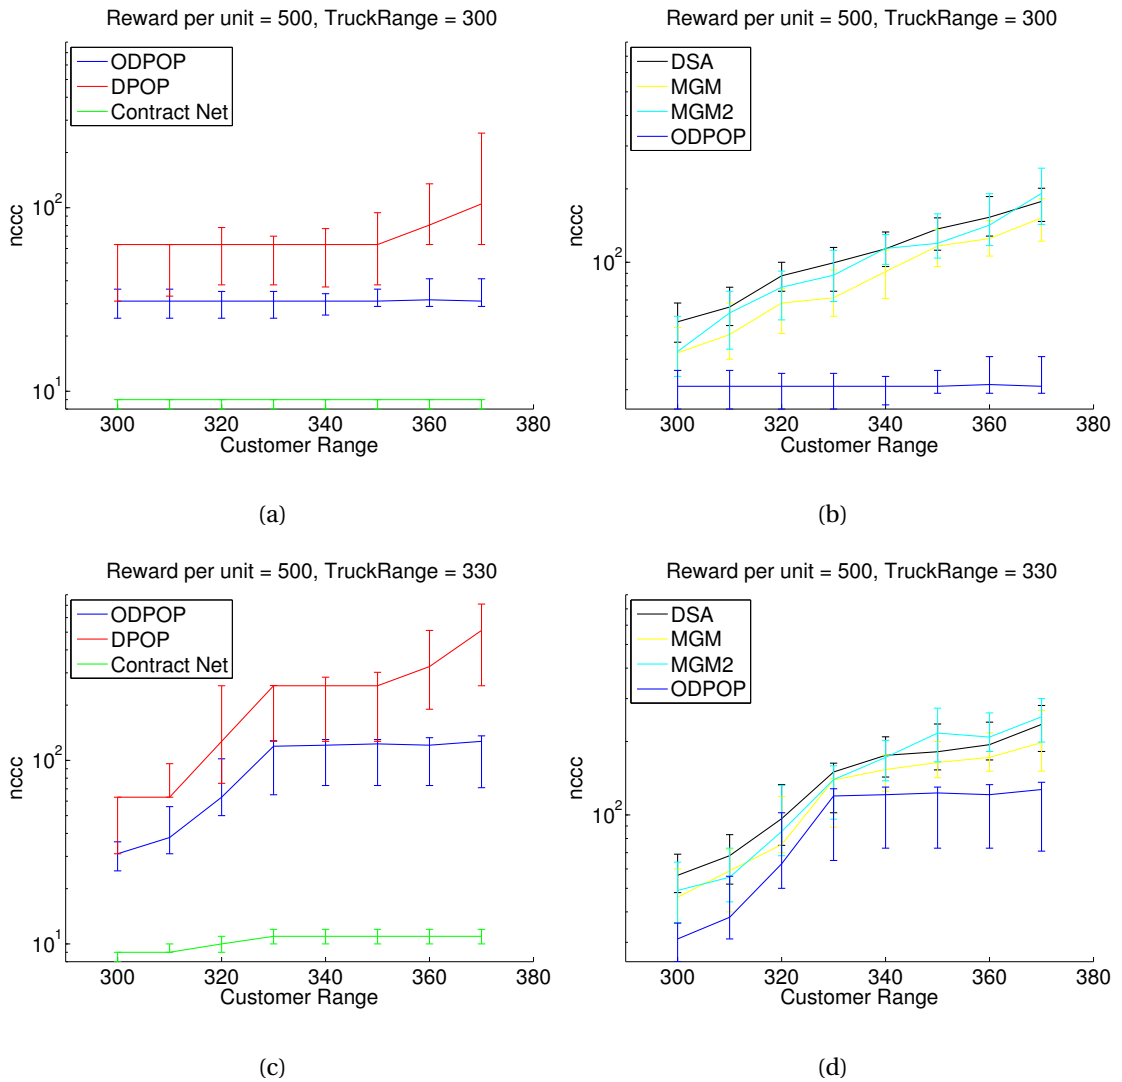 Reward per unit = 500, TruckRange = 300
ODPOP
DPOP
Contract Net
nccc
10^2
10^1
300 320 340 360 380
Customer Range
(a)
Reward per unit = 500, TruckRange = 300
DSA
MGM
MGM2
ODPOP
nccc
10^2
300 320 340 360 380
Customer Range
(b)
Reward per unit = 500, TruckRange = 330
ODPOP
DPOP
Contract Net
nccc
10^2
10^1
300 320 340 360 380
Customer Range
(c)
Reward per unit = 500, TruckRange = 330
DSA
MGM
MGM2
ODPOP
nccc
10^2
300 320 340 360 380
Customer Range
(d)